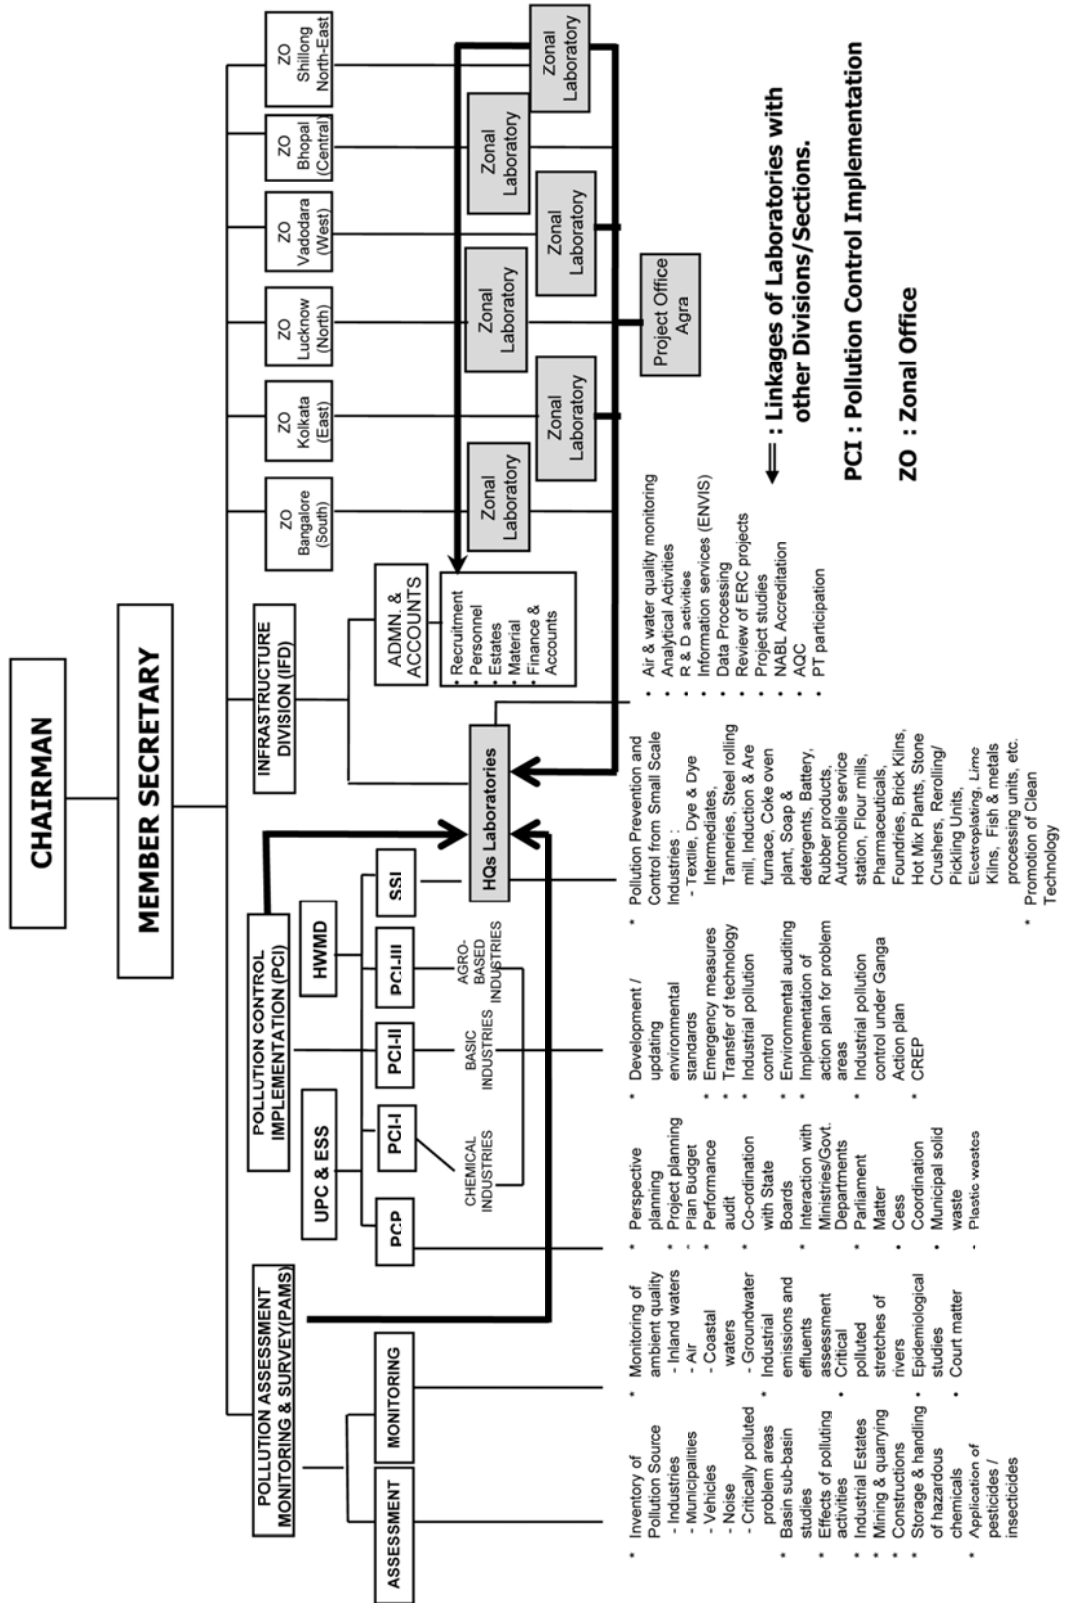 CHAIRMAN
MEMBER SECRETARY
POLLUTION ASSESSMENT
MONITORING & SURVEY(PAMS)
POLLUTION CONTROL
IMPLEMENTATION (PCI)
INFRASTRUCTURE
DIVISION (IFD)
ZO
Bangalore
(South)
ZO
Kolkata
(East)
ZO
Lucknow
(North)
ZO
Vadodara
(West)
ZO
Bhopal
(Central)
ZO
Shillong
North-East
UPC & ESS
HWMD
ASSESSMENT
MONITORING
PCP
PCI-I
PCI-II
PCI-III
SSI
ADMN. &
ACCOUNTS
CHEMICAL
INDUSTRIES
BASIC
INDUSTRIES
AGRO-
BASED
INDUSTRIES
HQs Laboratories
• Recruitment
• Personnel
• Estates
• Material
• Finance &
Accounts
Zonal
Laboratory
Zonal
Laboratory
Zonal
Laboratory
Zonal
Laboratory
Zonal
Laboratory
Zonal
Laboratory
Project Office
Agra
* Inventory of
Pollution Source
- Industries
- Municipalities
- Vehicles
- Noise
- Critically polluted
problem areas
* Basin sub-basin
studies
* Effects of polluting
activities
* Industrial Estates
* Mining & quarrying
* Constructions
* Storage & handling
of hazardous
chemicals
* Application of
pesticides /
insecticides
* Monitoring of
ambient quality
- Inland waters
- Air
- Coastal
waters
- Groundwater
* Industrial
emissions and
effluents
assessment
• Critical
polluted
stretches of
rivers
• Epidemiological
studies
• Court matter
* Perspective
planning
* Project planning
- Plan Budget
* Performance
audit
* Co-ordination
with State
Boards
* Interaction with
Ministries/Govt.
Departments
* Parliament
Matter
• Cess
Coordination
• Municipal solid
waste
- Plastic wastes
* Development /
updating
environmental
standards
* Emergency measures
* Transfer of technology
* Industrial pollution
control
* Environmental auditing
* Implementation of
action plan for problem
areas
* Industrial pollution
control under Ganga
Action plan
* CREP
* Pollution Prevention and
Control from Small Scale
Industries :
- Textile, Dye & Dye
Intermediates,
Tanneries, Steel rolling
mill, Induction & Are
furnace, Coke oven
plant, Soap &
detergents, Battery,
Rubber products,
Automobile service
station, Flour mills,
Pharmaceuticals,
Foundries, Brick Kilns,
Hot Mix Plants, Stone
Crushers, Rerolling/
Pickling Units,
Electroplating, Lime
Kilns, Fish & metals
processing units, etc.
* Promotion of Clean
Technology
• Air & water quality monitoring
• Analytical Activities
• R & D activities
• Information services (ENVIS)
• Data Processing
• Review of ERC projects
• Project studies
• NABL Accreditation
• AQC
• PT participation
: Linkages of Laboratories with
other Divisions/Sections.
PCI : Pollution Control Implementation
ZO : Zonal Office